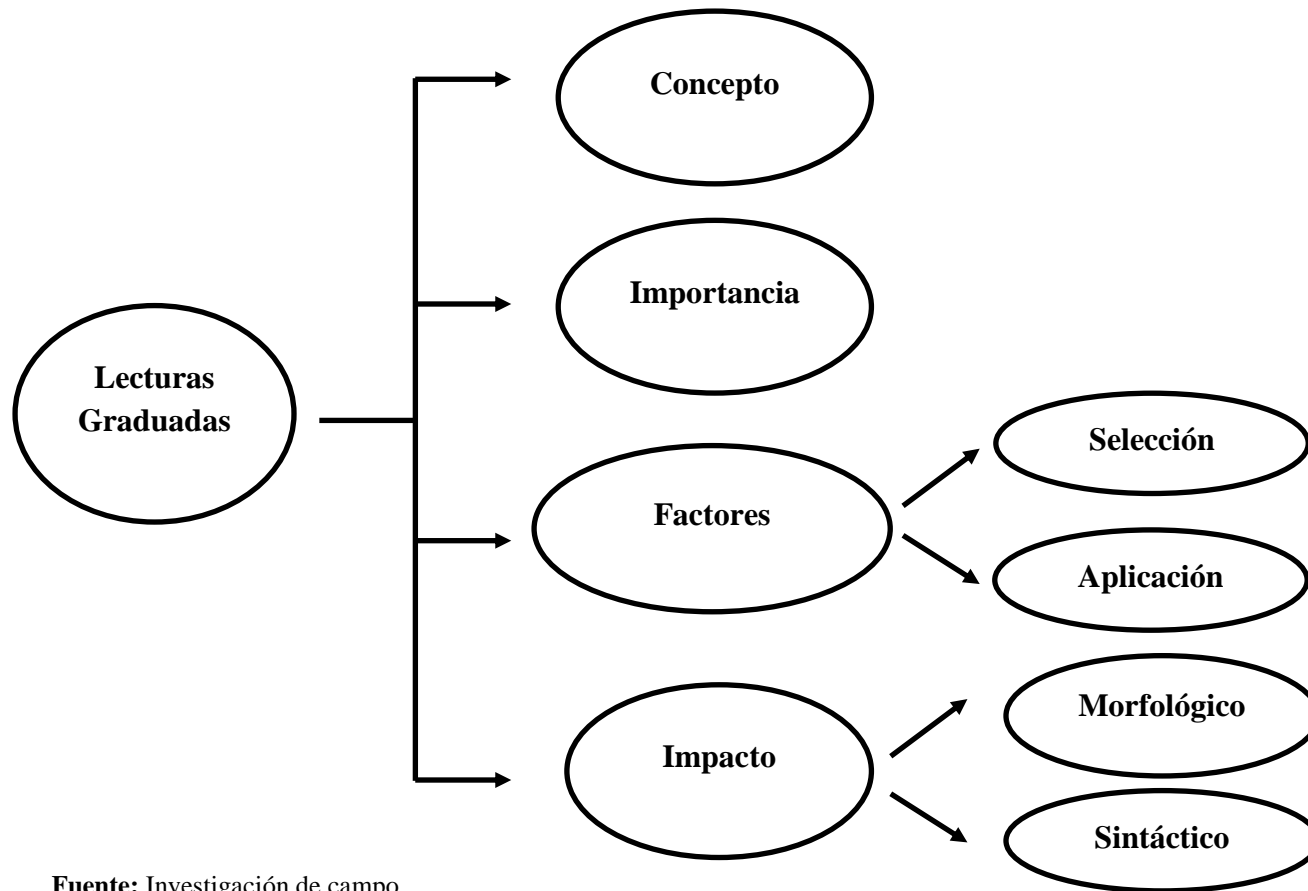 Concepto
Importancia
Lecturas
Graduadas
Selección
Factores
Aplicación
Morfológico
Impacto
Sintáctico
Fuente: Investigación de campo